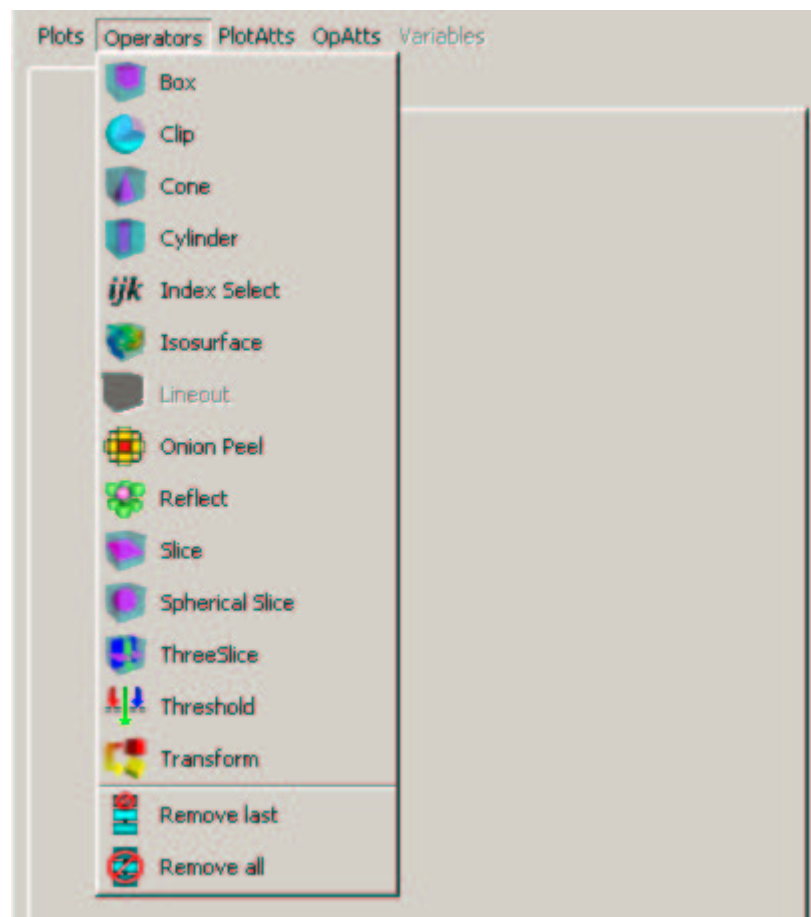 Plots Operators PlotAtts OpAtts Variables
Box
Clip
Cone
Cylinder
ijk Index Select
Isosurface
Lineout
Onion Peel
Reflect
Slice
Spherical Slice
ThreeSlice
Threshold
Transform
Remove last
Remove all